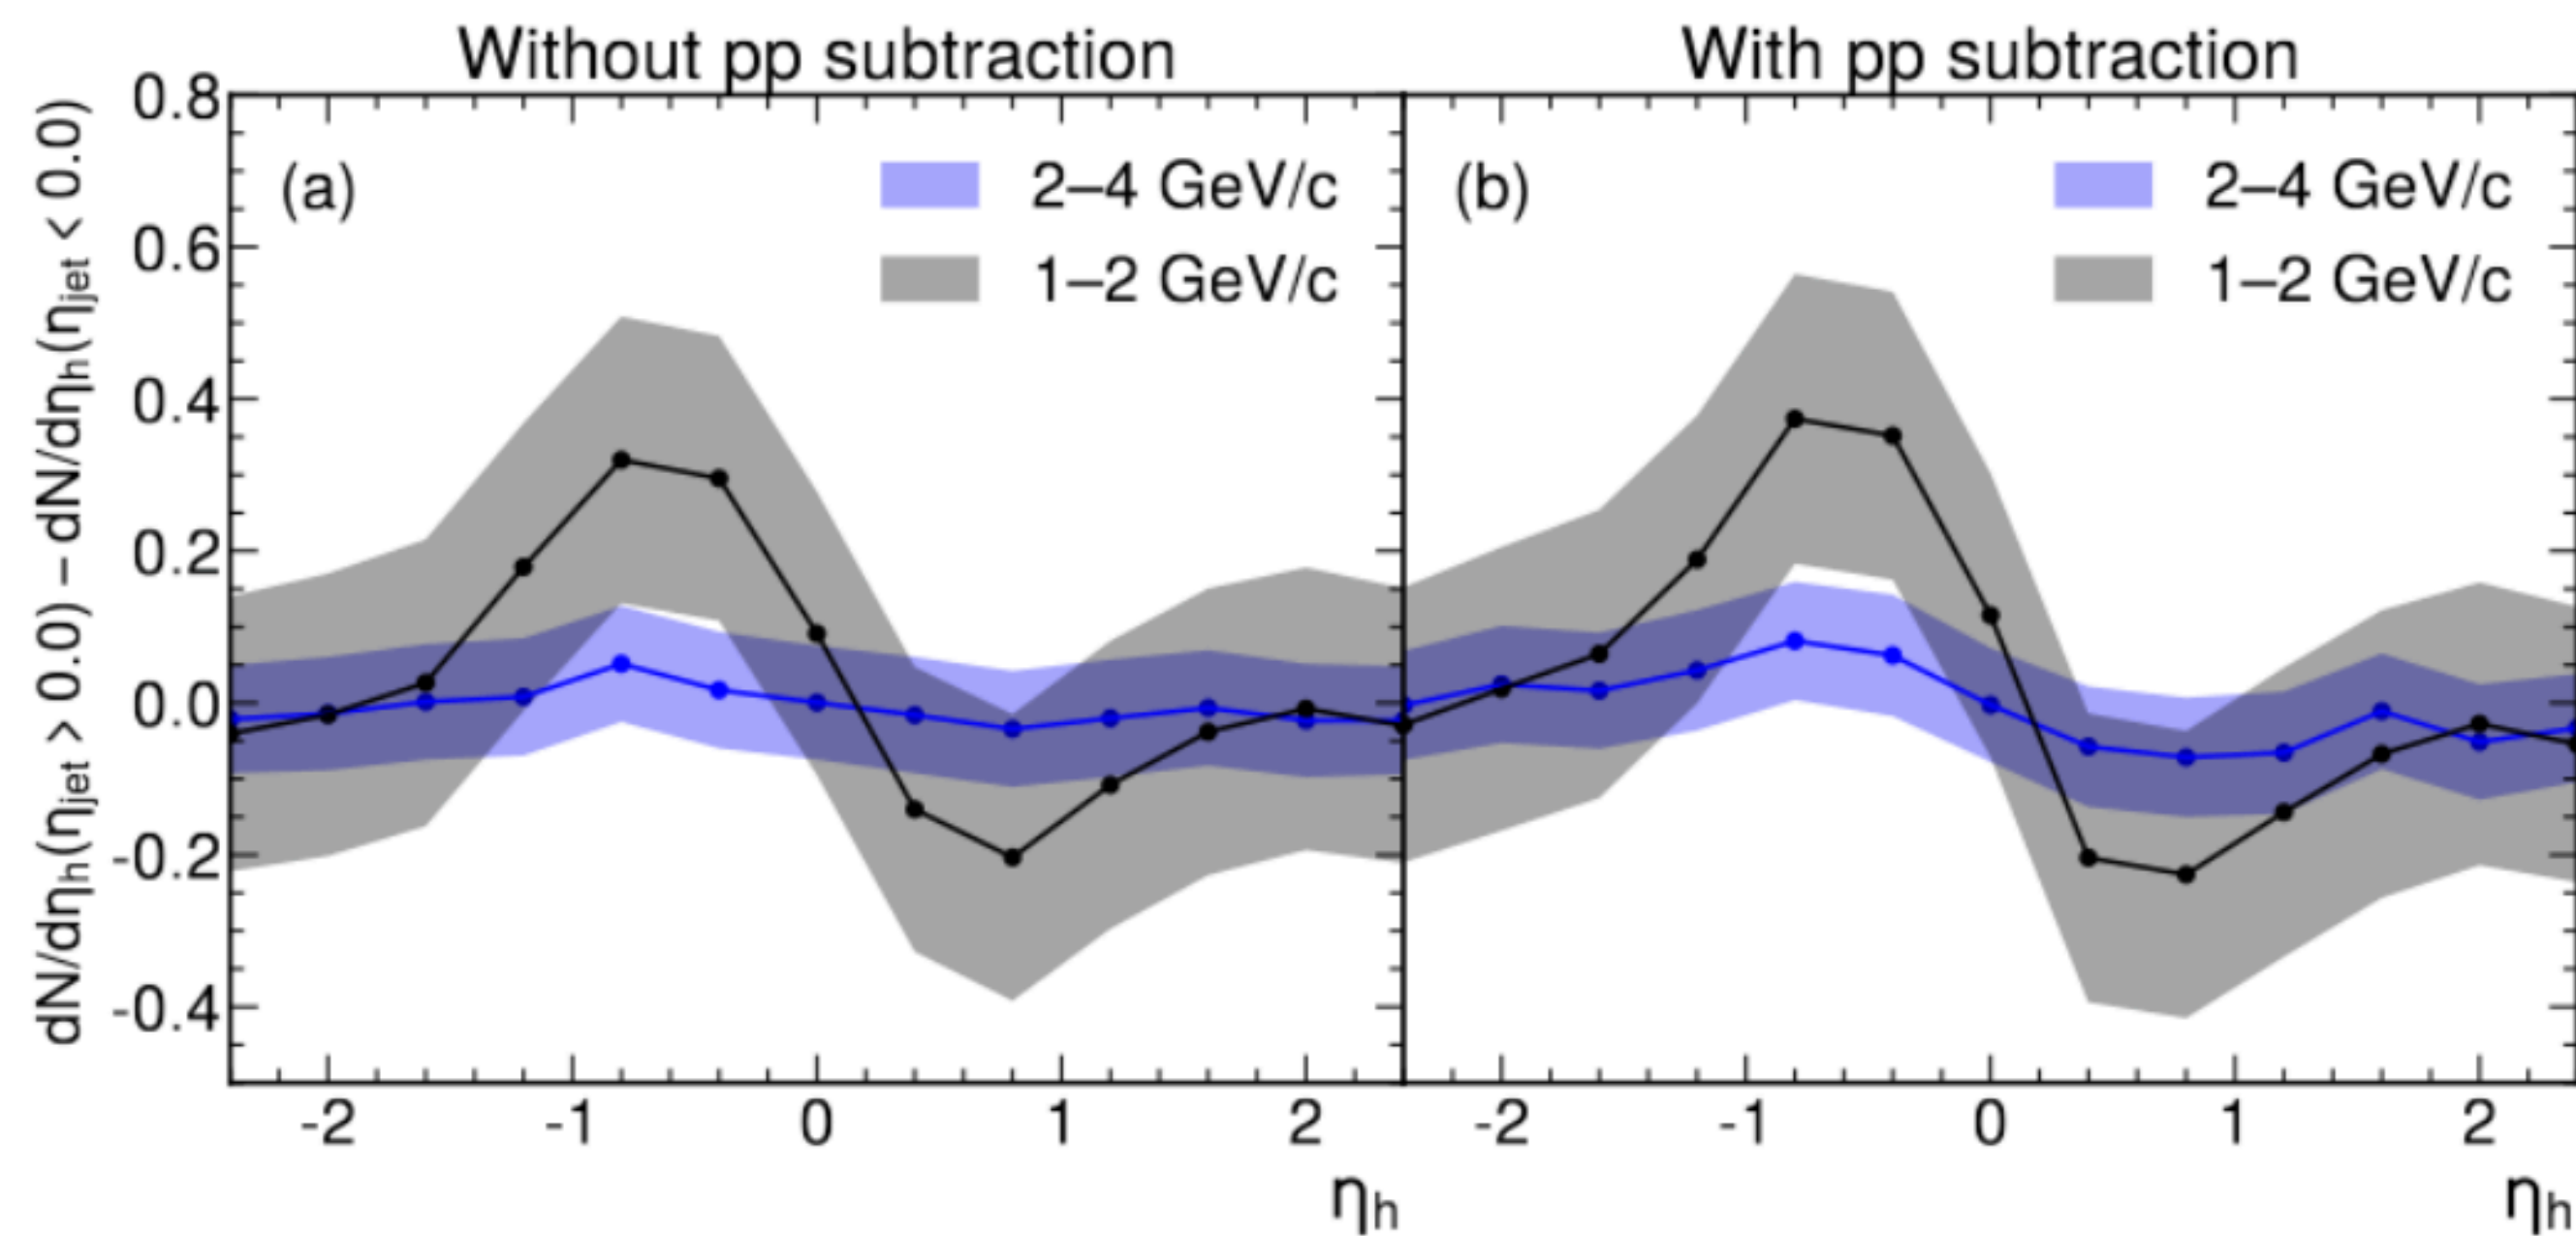 Without pp subtraction
With pp subtraction
dN/dηh(ηjet > 0.0) – dN/dηh(ηjet < 0.0)
0.8
0.6
0.4
0.2
0.0
-0.2
-0.4
(a)
2–4 GeV/c
1–2 GeV/c
(b)
2–4 GeV/c
1–2 GeV/c
-2 -1 0 1 2
-2 -1 0 1 2
ηh
ηh